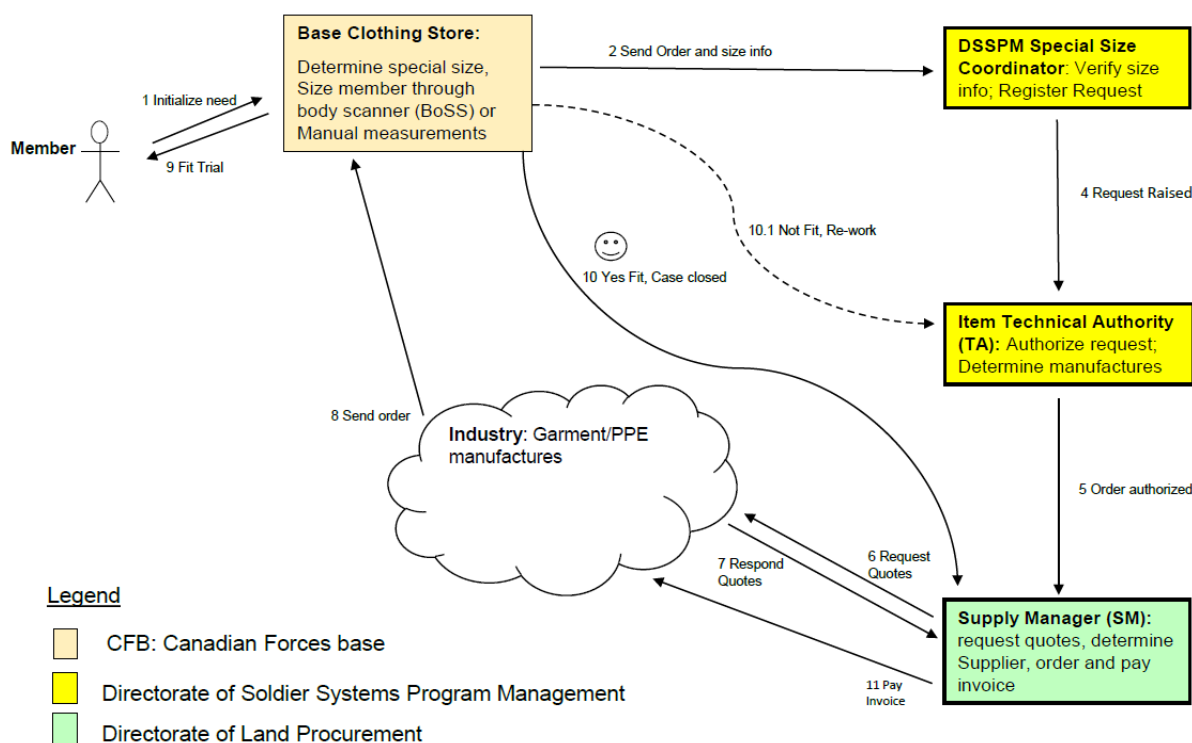 Base Clothing Store:
Determine special size,
Size member through
body scanner (BoSS) or
Manual measurements
2 Send Order and size info
DSSPM Special Size
Coordinator: Verify size
info; Register Request
1 Initialize need
Member
9 Fit Trial
4 Request Raised
10.1 Not Fit, Re-work
10 Yes Fit, Case closed
Item Technical Authority
(TA): Authorize request;
Determine manufactures
8 Send order
Industry: Garment/PPE
manufactures
5 Order authorized
6 Request
Quotes
7 Respond
Quotes
Supply Manager (SM):
request quotes, determine
Supplier, order and pay
invoice
11 Pay
Invoice
Legend
CFB: Canadian Forces base
Directorate of Soldier Systems Program Management
Directorate of Land Procurement